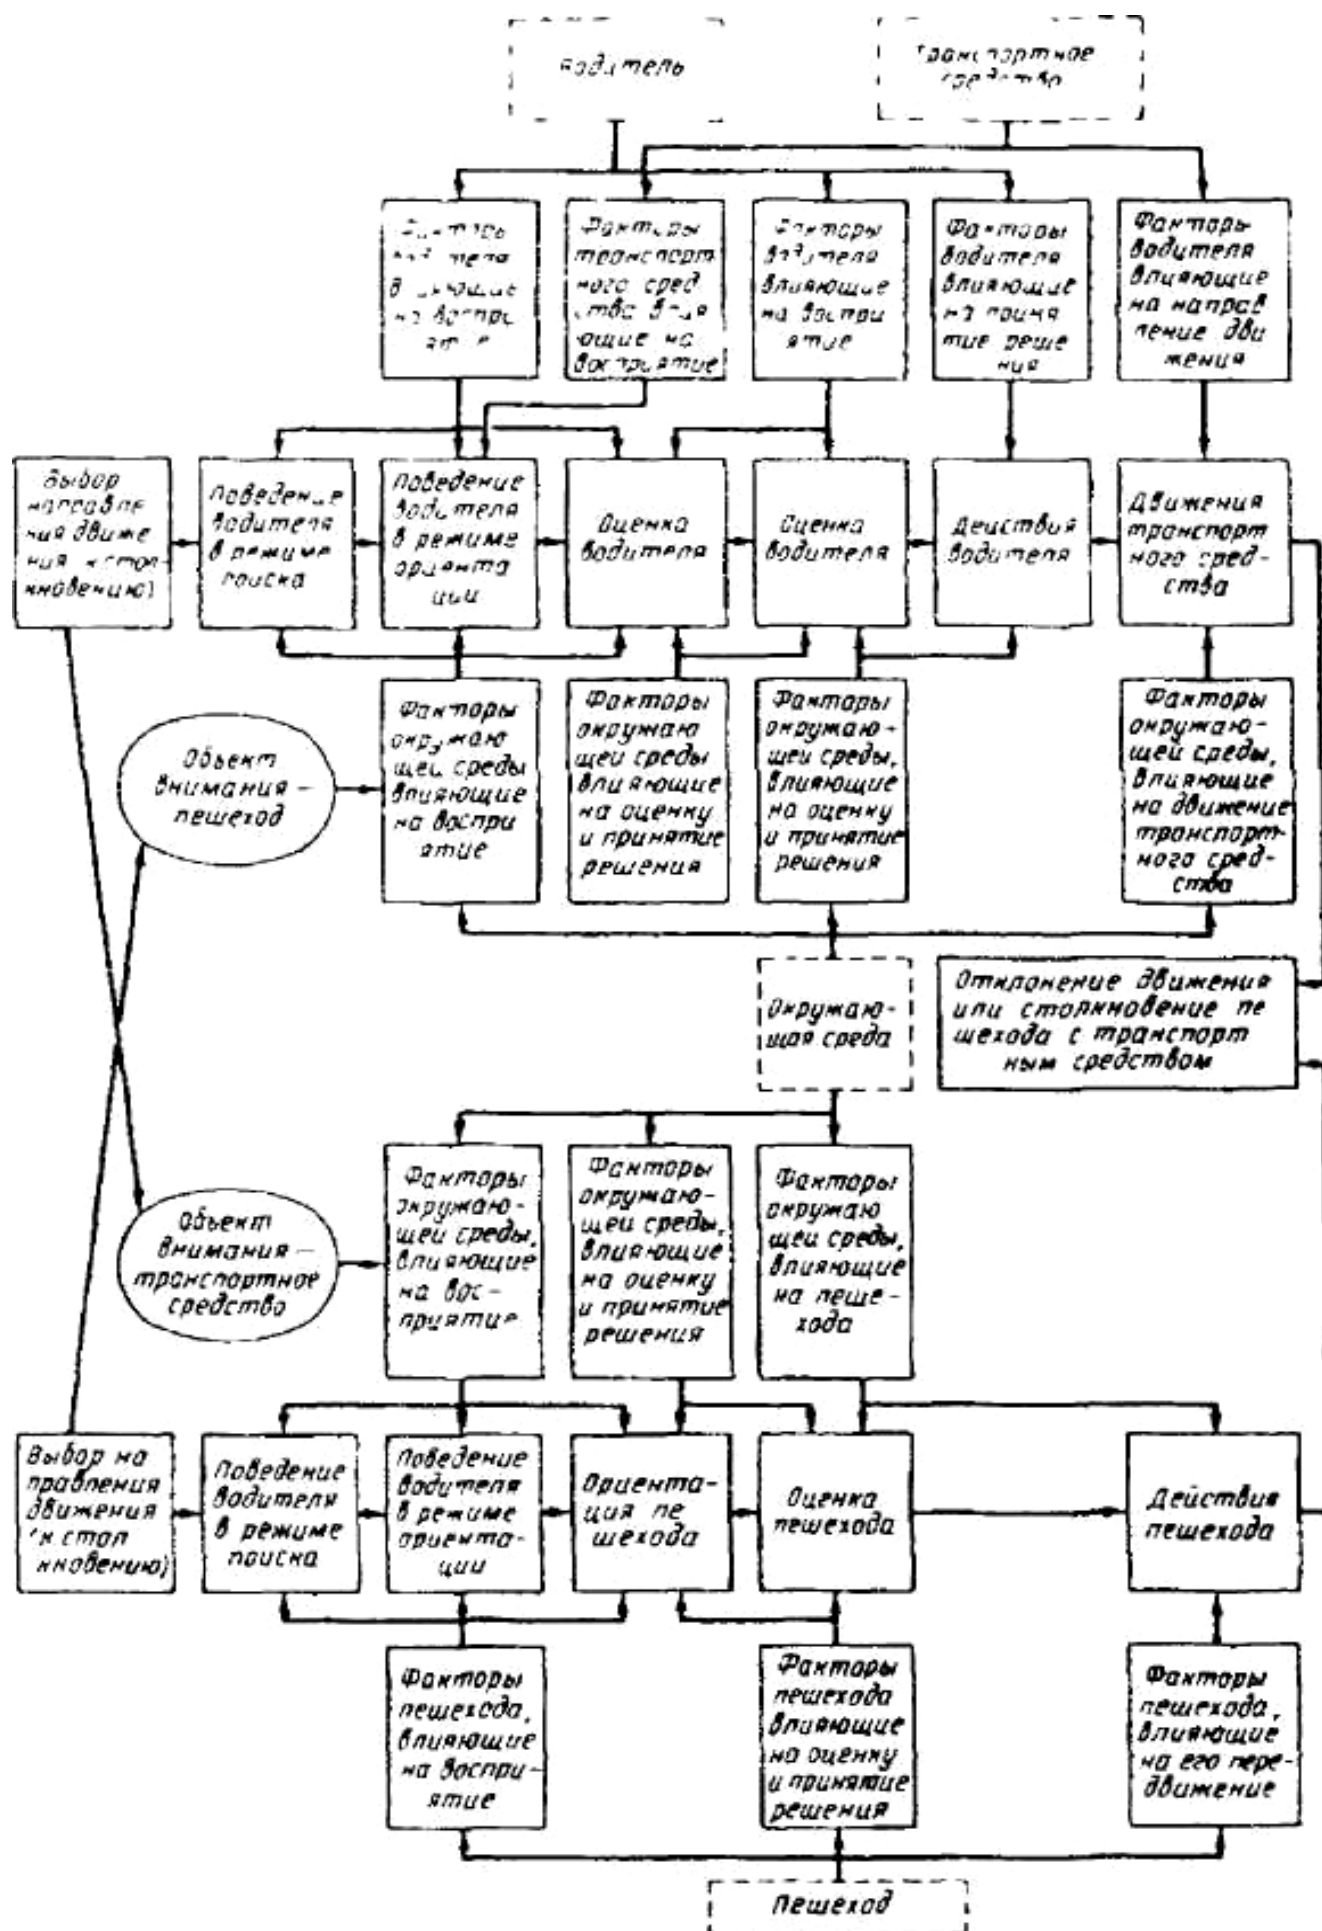 Водитель
Транспортное
средство
Факторы
водителя
влияющие
на воспри
ятие
Факторы
транспорт
ного сред
ства влия
ющие на
восприятие
Факторы
водителя
влияющие
на воспри
ятие
Факторы
водителя
влияющие
на приня
тие реше
ния
Факторы
водителя
влияющие
на направ
ление дви
жения
Выбор
направле
ния движе
ния к стол-
кновению)
Поведение
водителя
в режиме
поиска
Поведение
водителя
в режиме
ориента
ции
Оценка
водителя
Оценка
водителя
Действия
водителя
Движения
транспорт
ного сред-
ства
Объект
внимания —
пешеход
Факторы
окружаю
щей среды
влияющие
на воспри
ятие
Факторы
окружаю
щей среды
влияющие
на оценку
и принятие
решения
Факторы
окружаю-
щей среды,
влияющие
на оценку
и принятие
решения
Факторы
окружаю-
щей среды,
влияющие
на движение
транспорт-
ного сред-
ства
Окружаю-
щая среда
Отклонение движения
или столкновение пе
шехода с транспорт
ным средством
Объект
внимания —
транспортное
средство
Факторы
окружаю-
щей среды,
влияющие
на вос-
приятие
Факторы
окружаю-
щей среды,
влияющие
на оценку
и принятие
решения
Факторы
окружаю
щей среды,
влияющие
на пеше-
хода
Выбор на
правления
движения
(к стол
кновению)
Поведение
водителя
в режиме
поиска
Поведение
водителя
в режиме
ориента-
ции
Ориента-
ция пе
шехода
Оценка
пешехода
Действия
пешехода
Факторы
пешехода,
влияющие
на воспри-
ятие
Факторы
пешехода
влияющие
на оценку
и принятие
решения
Факторы
пешехода,
влияющие
на его пере-
движение
Пешеход